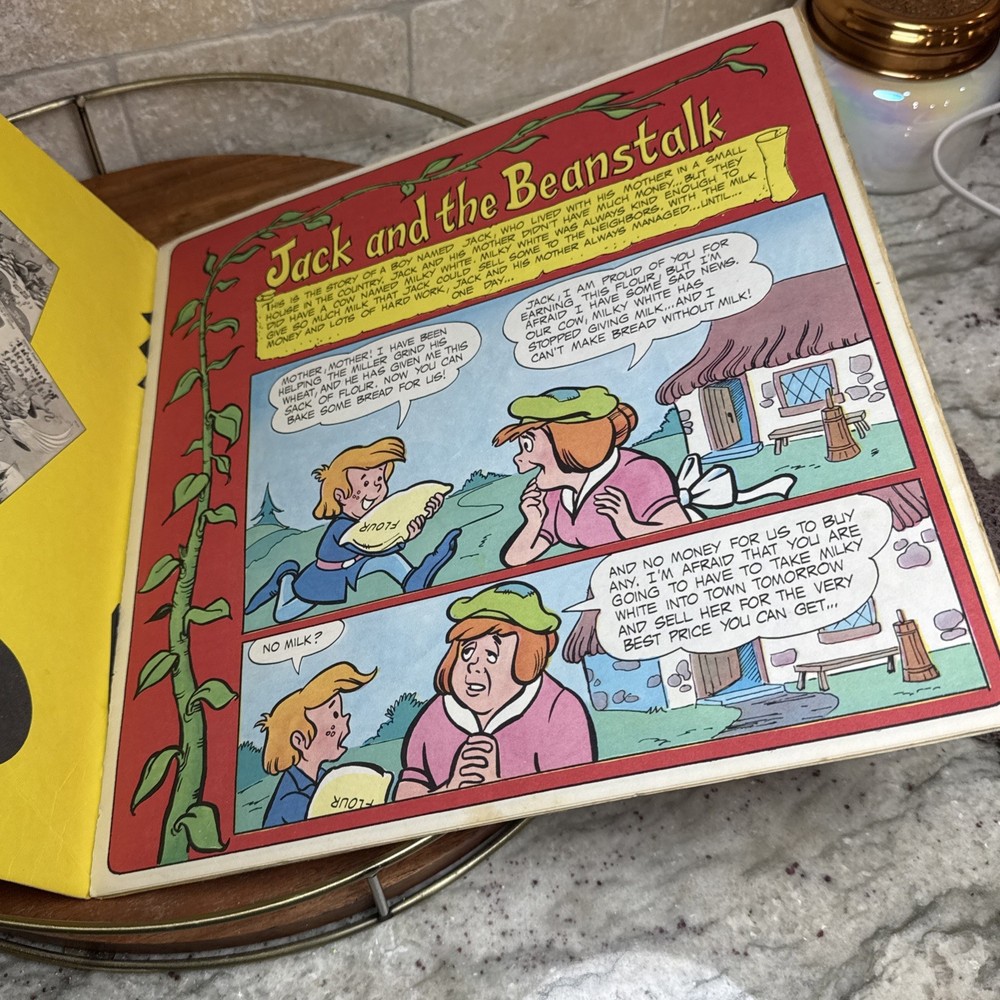 Jack and the Beanstalk
THIS IS THE STORY OF A BOY NAMED JACK, WHO LIVED WITH HIS MOTHER IN A SMALL
HOUSE IN THE COUNTRY. JACK AND HIS MOTHER DIDN'T HAVE MUCH MONEY... BUT THEY
DID HAVE A COW NAMED MILKY WHITE. MILKY WHITE WAS ALWAYS KIND ENOUGH TO
GIVE SO MUCH MILK THAT JACK COULD SELL SOME TO THE NEIGHBORS. WITH THE MILK
MONEY AND LOTS OF HARD WORK, JACK AND HIS MOTHER ALWAYS MANAGED...UNTIL...
ONE DAY...
MOTHER, MOTHER! I HAVE BEEN
HELPING THE MILLER GRIND HIS
WHEAT, AND HE HAS GIVEN ME THIS
SACK OF FLOUR. NOW YOU CAN
BAKE SOME BREAD FOR US!
JACK, I AM PROUD OF YOU FOR
EARNING THIS FLOUR, BUT I'M
AFRAID I HAVE SOME SAD NEWS.
OUR COW, MILKY WHITE HAS
STOPPED GIVING MILK...AND I
CAN'T MAKE BREAD WITHOUT MILK!
FLOUR
NO MILK?
AND NO MONEY FOR US TO BUY
ANY. I'M AFRAID THAT YOU ARE
GOING TO HAVE TO TAKE MILKY
WHITE INTO TOWN TOMORROW
AND SELL HER FOR THE VERY
BEST PRICE YOU CAN GET...
FLOUR